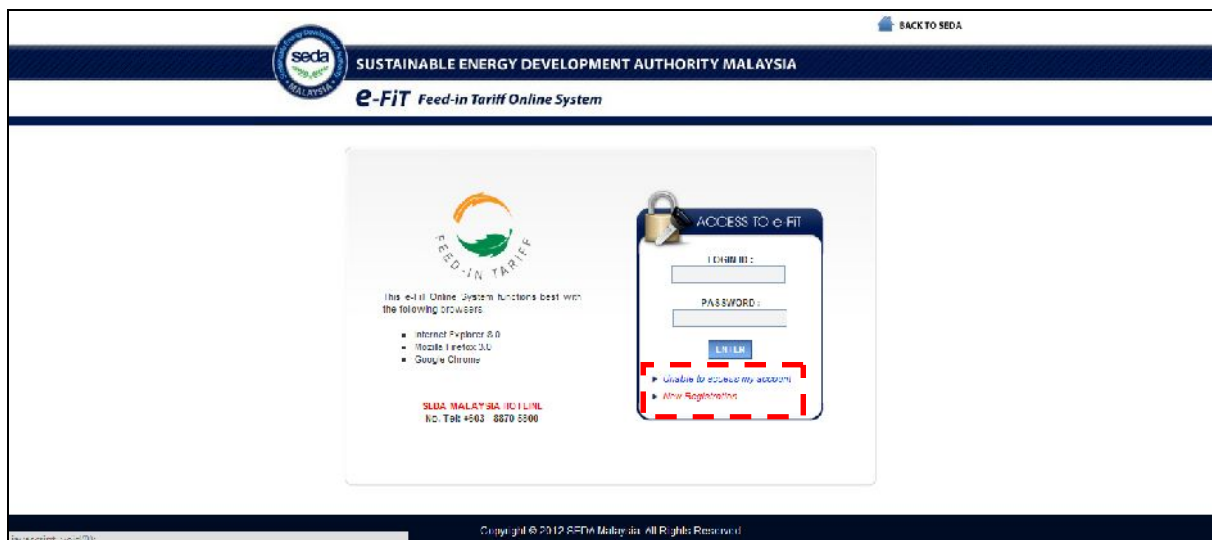 BACK TO SEDA
seda
MALAYSIA
SUSTAINABLE ENERGY DEVELOPMENT AUTHORITY MALAYSIA
e-FiT Feed-in Tariff Online System
FEED-IN TARIFF
This e-FiT Online System functions best with
the following browsers:
Internet Explorer 8.0
Mozilla Firefox 3.0
Google Chrome
SEDA MALAYSIA HOTLINE
No. Tel: +603 - 8870 5800
ACCESS TO e-FiT
LOGIN ID :
PASSWORD :
ENTER
Unable to access my account
New Registration
Copyright © 2012 SEDA Malaysia. All Rights Reserved
javascript:void(0);